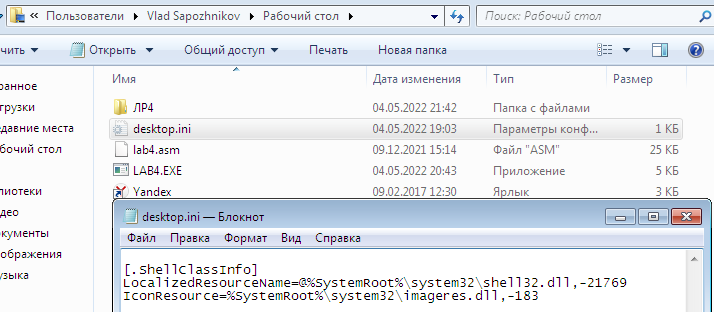 Пользователи ▸ Vlad Sapozhnikov ▸ Рабочий стол ▸ Поиск: Рабочий стол
чить Открыть Общий доступ Печать Новая папка
Имя Дата изменения Тип Размер
ранное
грузки
едавние места
бочий стол
блиотеки
део
кументы
ображения
зыка
ЛР4 04.05.2022 21:42 Папка с файлами
desktop.ini 04.05.2022 19:03 Параметры конф... 1 КБ
lab4.asm 09.12.2021 15:14 Файл "ASM" 25 КБ
LAB4.EXE 04.05.2022 20:43 Приложение 5 КБ
Yandex 09.02.2017 12:30 Ярлык 3 КБ
desktop.ini — Блокнот
Файл Правка Формат Вид Справка
[.ShellClassInfo]
LocalizedResourceName=@%SystemRoot%\system32\shell32.dll,-21769
IconResource=%SystemRoot%\system32\imageres.dll,-183